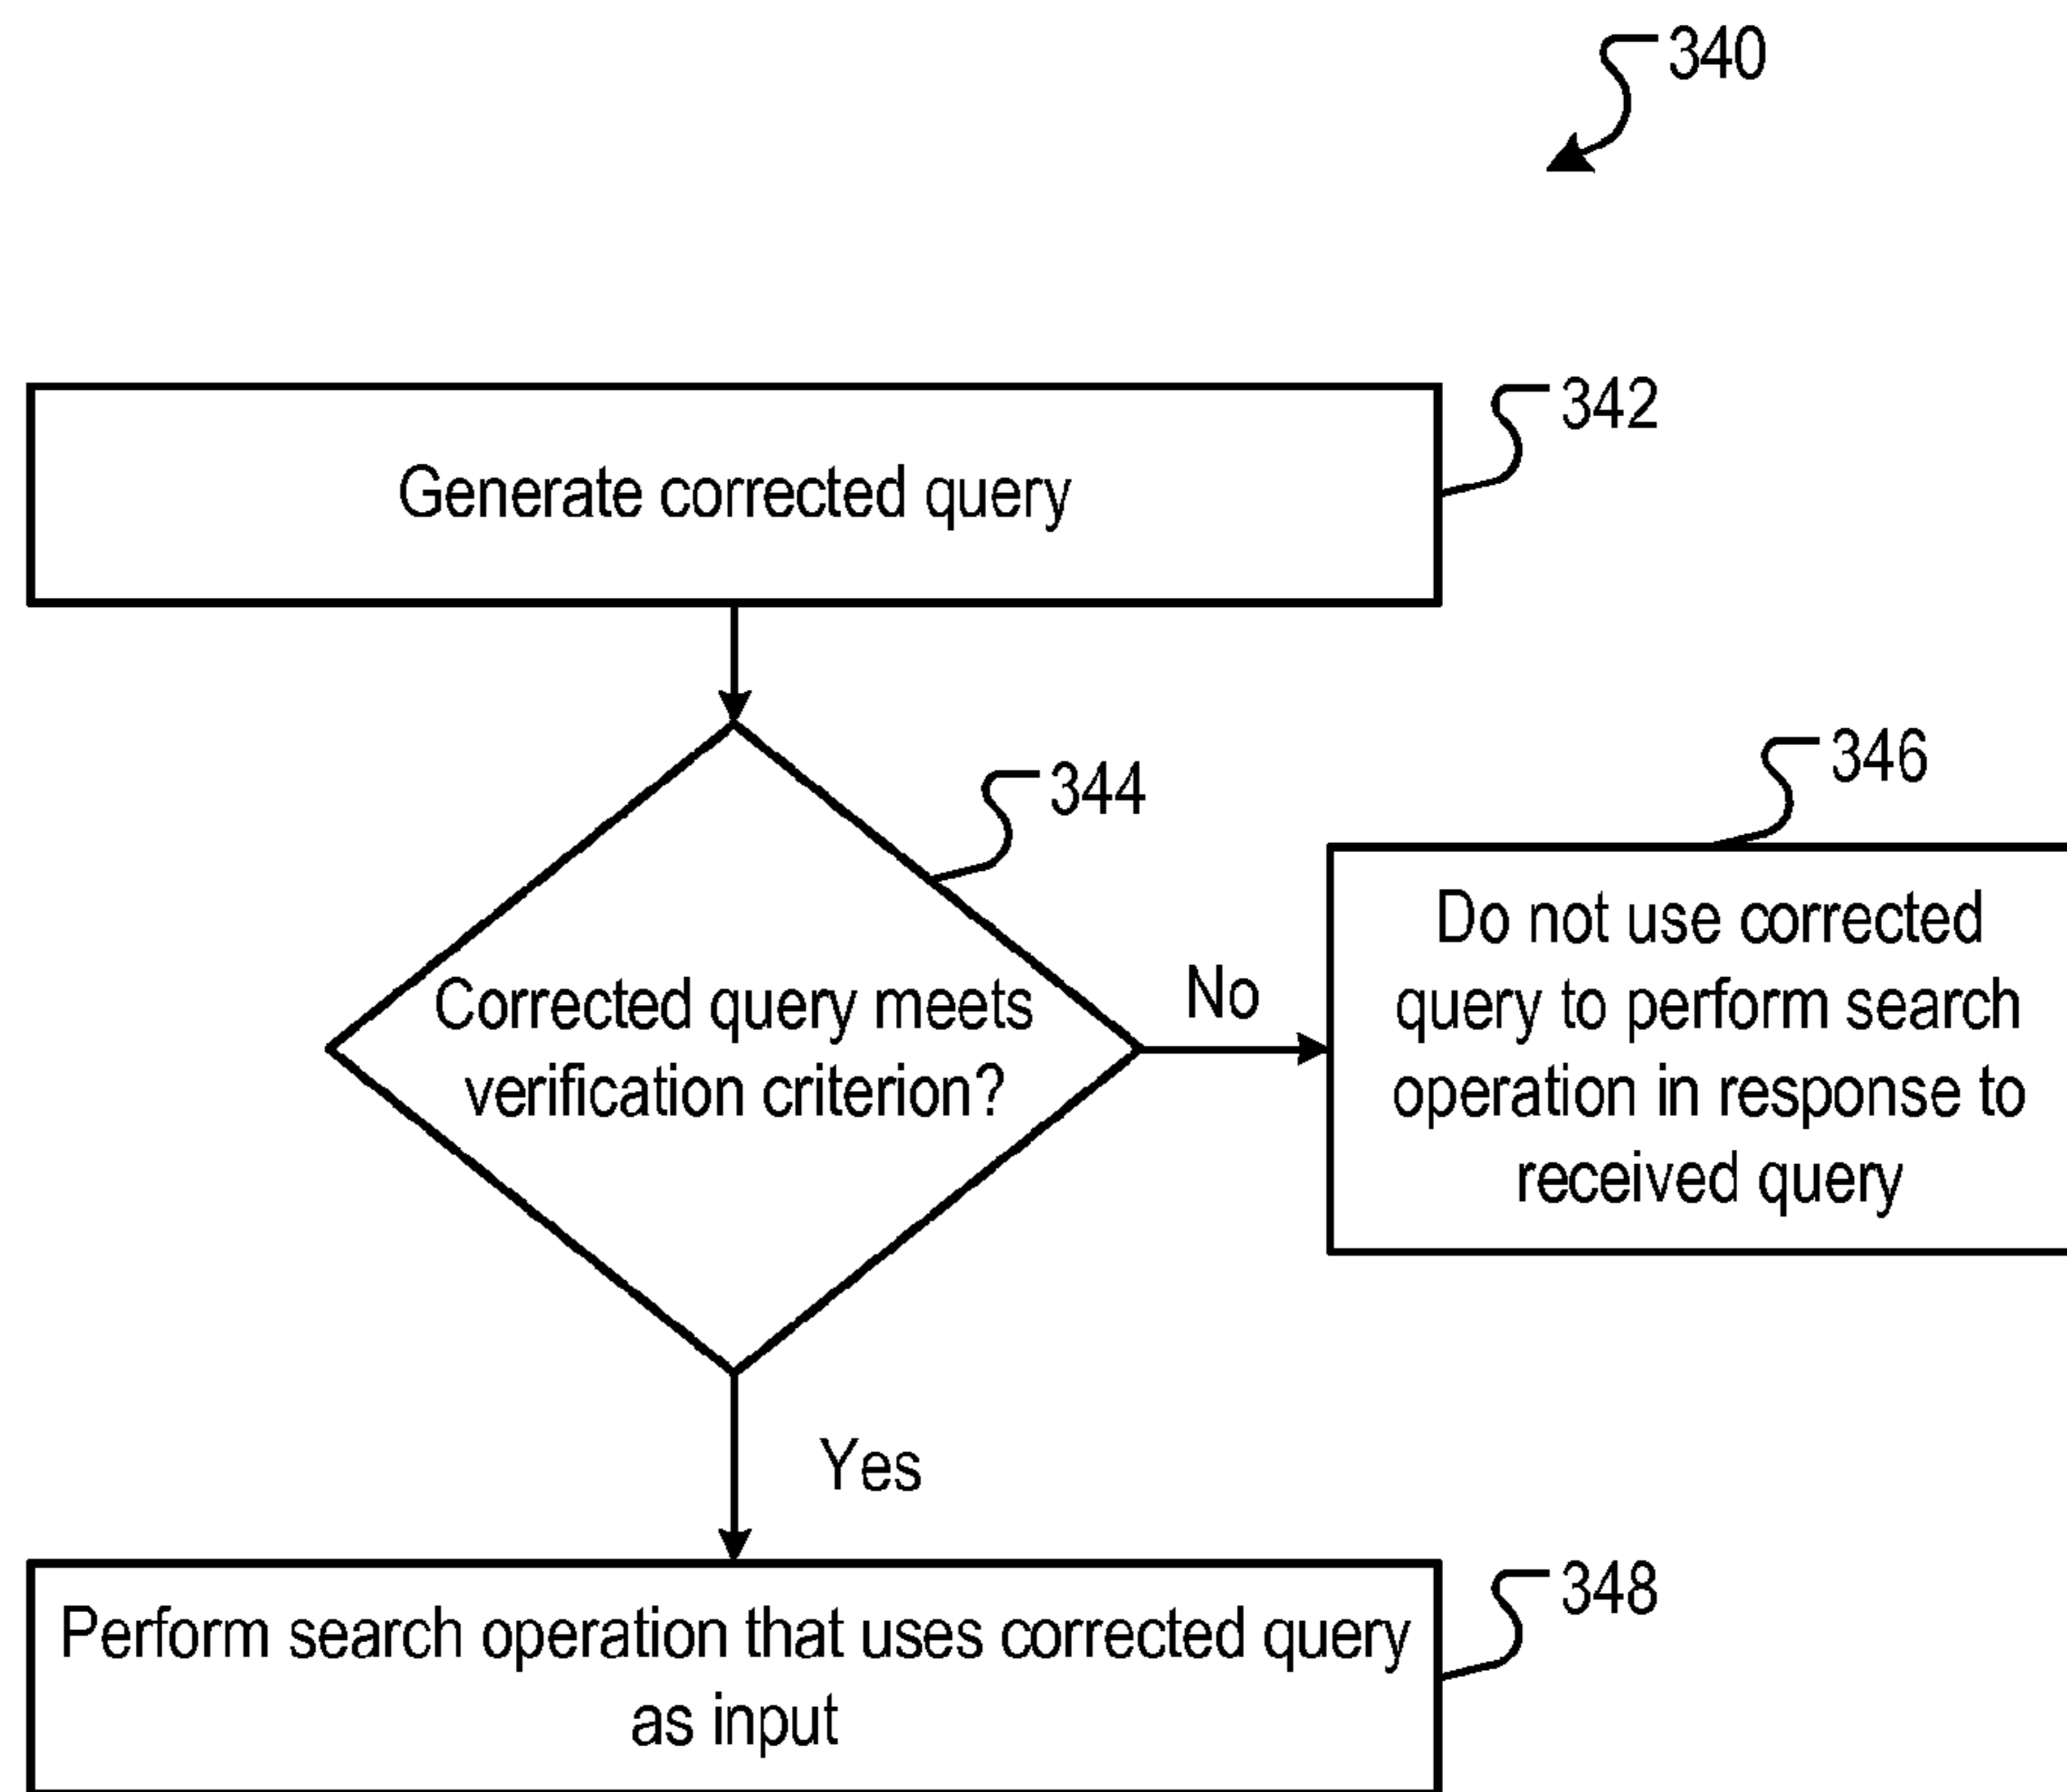 340
342
Generate corrected query
344
346
Corrected query meets
verification criterion?
No
Do not use corrected
query to perform search
operation in response to
received query
Yes
348
Perform search operation that uses corrected query
as input